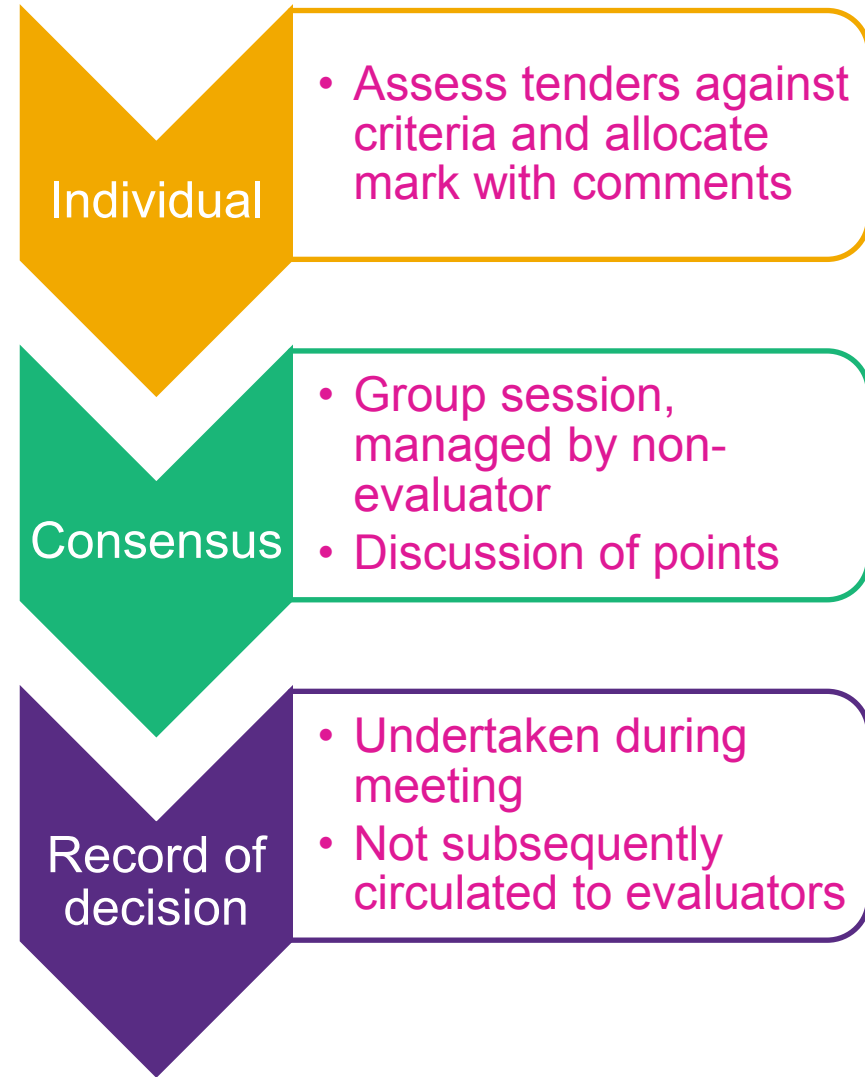 Individual
• Assess tenders against
criteria and allocate
mark with comments
Consensus
• Group session,
managed by non-
evaluator
• Discussion of points
Record of
decision
• Undertaken during
meeting
• Not subsequently
circulated to evaluators